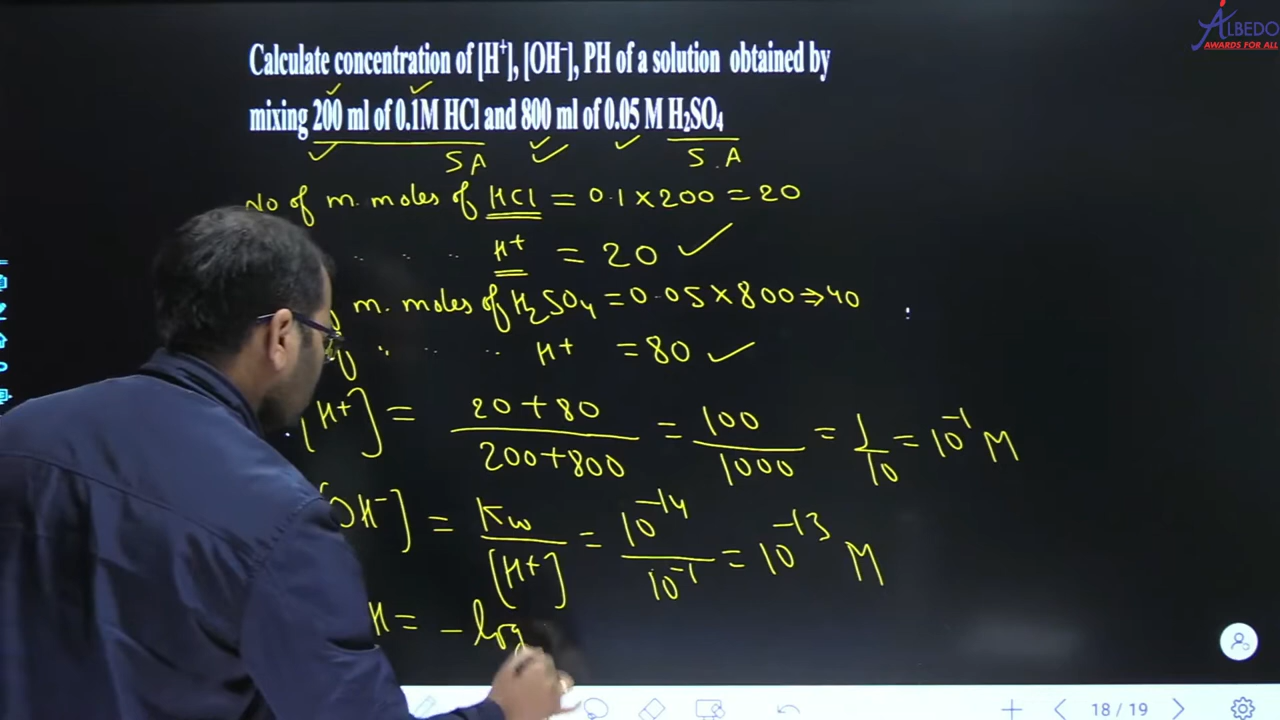 ALBEDO
AWARDS FOR ALL
Calculate concentration of [H⁺], [OH⁻], PH of a solution obtained by
mixing 200 ml of 0.1M HCl and 800 ml of 0.05 M H₂SO₄
SA S.A
No of m. moles of HCl = 0.1 × 200 = 20
H⁺ = 20
m. moles of H₂SO₄ = 0.05 × 800 ⇒ 40
H⁺ = 80
[H⁺] = 20 + 80 / 200 + 800 = 100 / 1000 = 1 / 10 = 10⁻¹ M
[OH⁻] = Kw / [H⁺] = 10⁻¹⁴ / 10⁻¹ = 10⁻¹³ M
H = - log
18 / 19